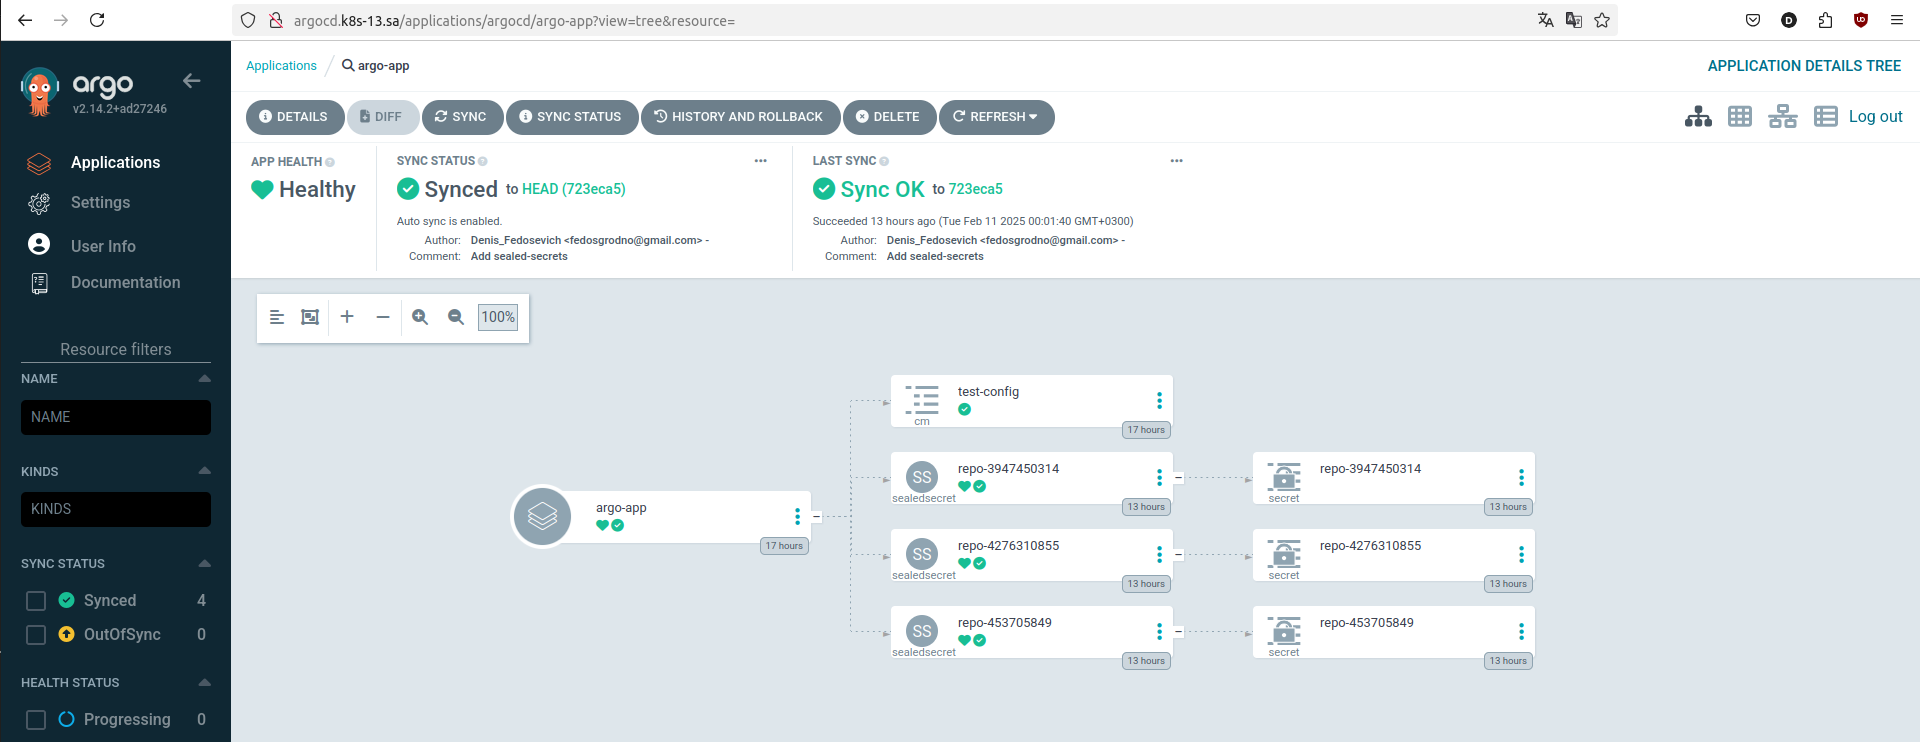 argocd.k8s-13.sa/applications/argocd/argo-app?view=tree&resource=
argo
v2.14.2+ad27246
Applications
Settings
User Info
Documentation
Resource filters
NAME
NAME
KINDS
KINDS
SYNC STATUS
Synced 4
OutOfSync 0
HEALTH STATUS
Progressing 0
Applications / argo-app
APPLICATION DETAILS TREE
DETAILS DIFF SYNC SYNC STATUS HISTORY AND ROLLBACK DELETE REFRESH
Log out
APP HEALTH
Healthy
SYNC STATUS
Synced to HEAD (723eca5)
Auto sync is enabled.
Author: Denis_Fedosevich <fedosgrodno@gmail.com> -
Comment: Add sealed-secrets
LAST SYNC
Sync OK to 723eca5
Succeeded 13 hours ago (Tue Feb 11 2025 00:01:40 GMT+0300)
Author: Denis_Fedosevich <fedosgrodno@gmail.com> -
Comment: Add sealed-secrets
100%
argo-app
17 hours
test-config
cm
17 hours
SS
repo-3947450314
sealedsecret
13 hours
repo-3947450314
secret
13 hours
SS
repo-4276310855
sealedsecret
13 hours
repo-4276310855
secret
13 hours
SS
repo-453705849
sealedsecret
13 hours
repo-453705849
secret
13 hours